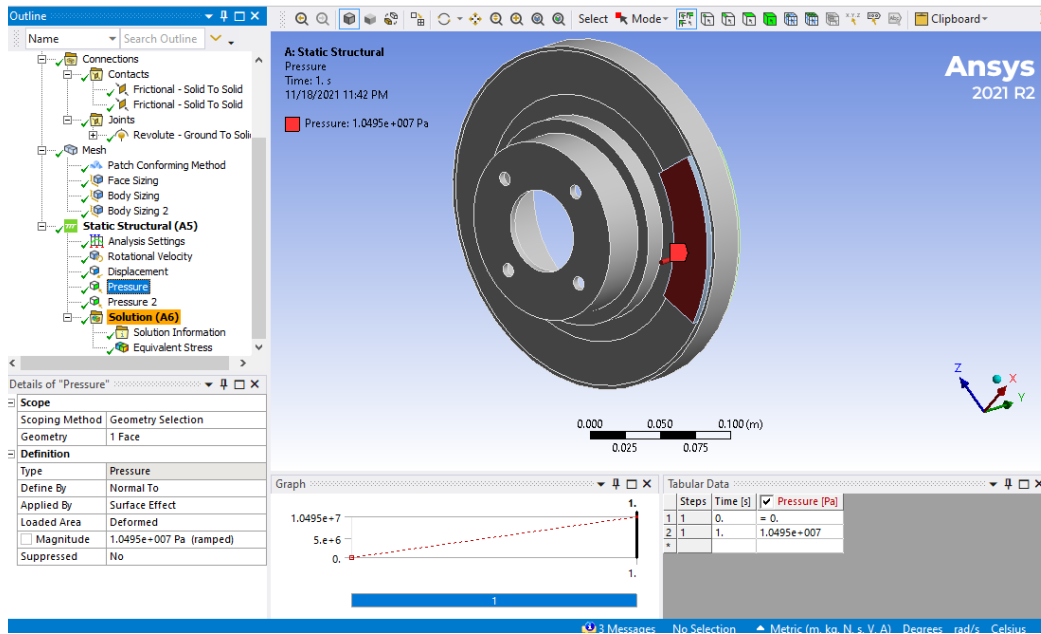 Outline
Name
Search Outline
Connections
Contacts
Frictional - Solid To Solid
Frictional - Solid To Solid
Joints
Revolute - Ground To Soli
Mesh
Patch Conforming Method
Face Sizing
Body Sizing
Body Sizing 2
Static Structural (A5)
Analysis Settings
Rotational Velocity
Displacement
Pressure
Pressure 2
Solution (A6)
Solution Information
Equivalent Stress
Details of "Pressure"
Scope
Scoping Method Geometry Selection
Geometry 1 Face
Definition
Type Pressure
Define By Normal To
Applied By Surface Effect
Loaded Area Deformed
Magnitude 1.0495e+007 Pa (ramped)
Suppressed No
Select Mode Clipboard
A: Static Structural
Pressure
Time: 1. s
11/18/2021 11:42 PM
Pressure: 1.0495e+007 Pa
Ansys
2021 R2
0.000 0.050 0.100 (m)
0.025 0.075
Z
X
Y
Graph
1.
1.0495e+7
5.e+6
0.
1.
1
Tabular Data
Steps Time [s] Pressure [Pa]
1 1 0. = 0.
2 1 1. 1.0495e+007
*
3 Messages No Selection Metric (m, kg, N, s, V, A) Degrees rad/s Celsius